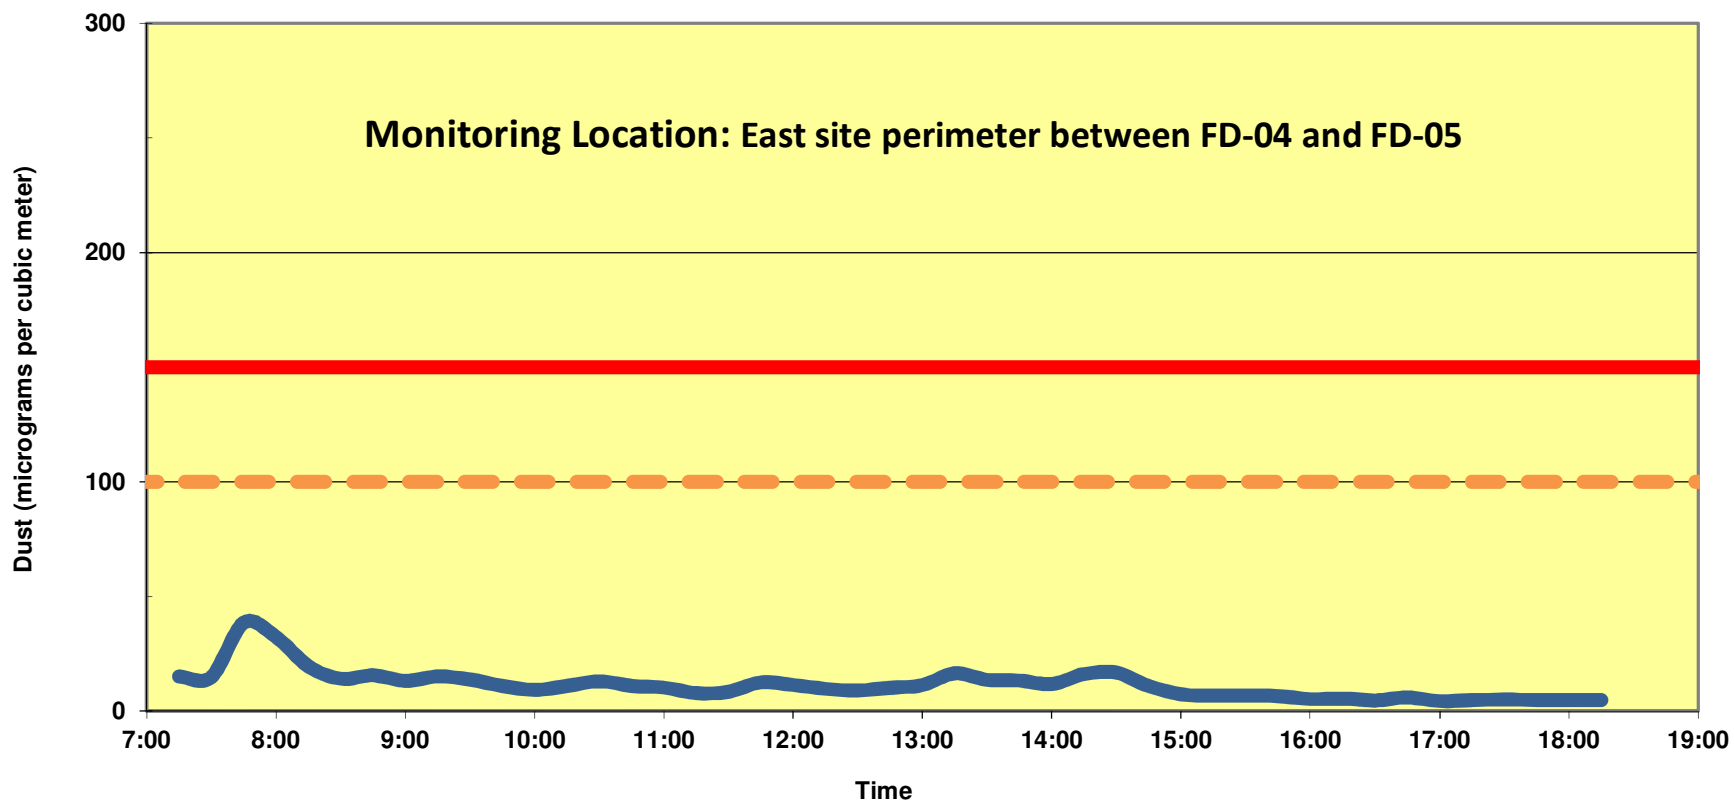 Monitoring Location: East site perimeter between FD-04 and FD-05
Dust (micrograms per cubic meter)
300
200
100
0
7:00 8:00 9:00 10:00 11:00 12:00 13:00 14:00 15:00 16:00 17:00 18:00 19:00
Time